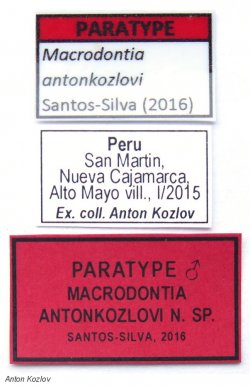 PARATYPE
Macrodontia
antonkozlovi
Santos-Silva (2016)
Peru
San Martin,
Nueva Cajamarca,
Alto Mayo vill., I/2015
Ex. coll. Anton Kozlov
PARATYPE ♂
MACRODONTIA
ANTONKOZLOVI N. SP.
SANTOS-SILVA, 2016
Anton Kozlov